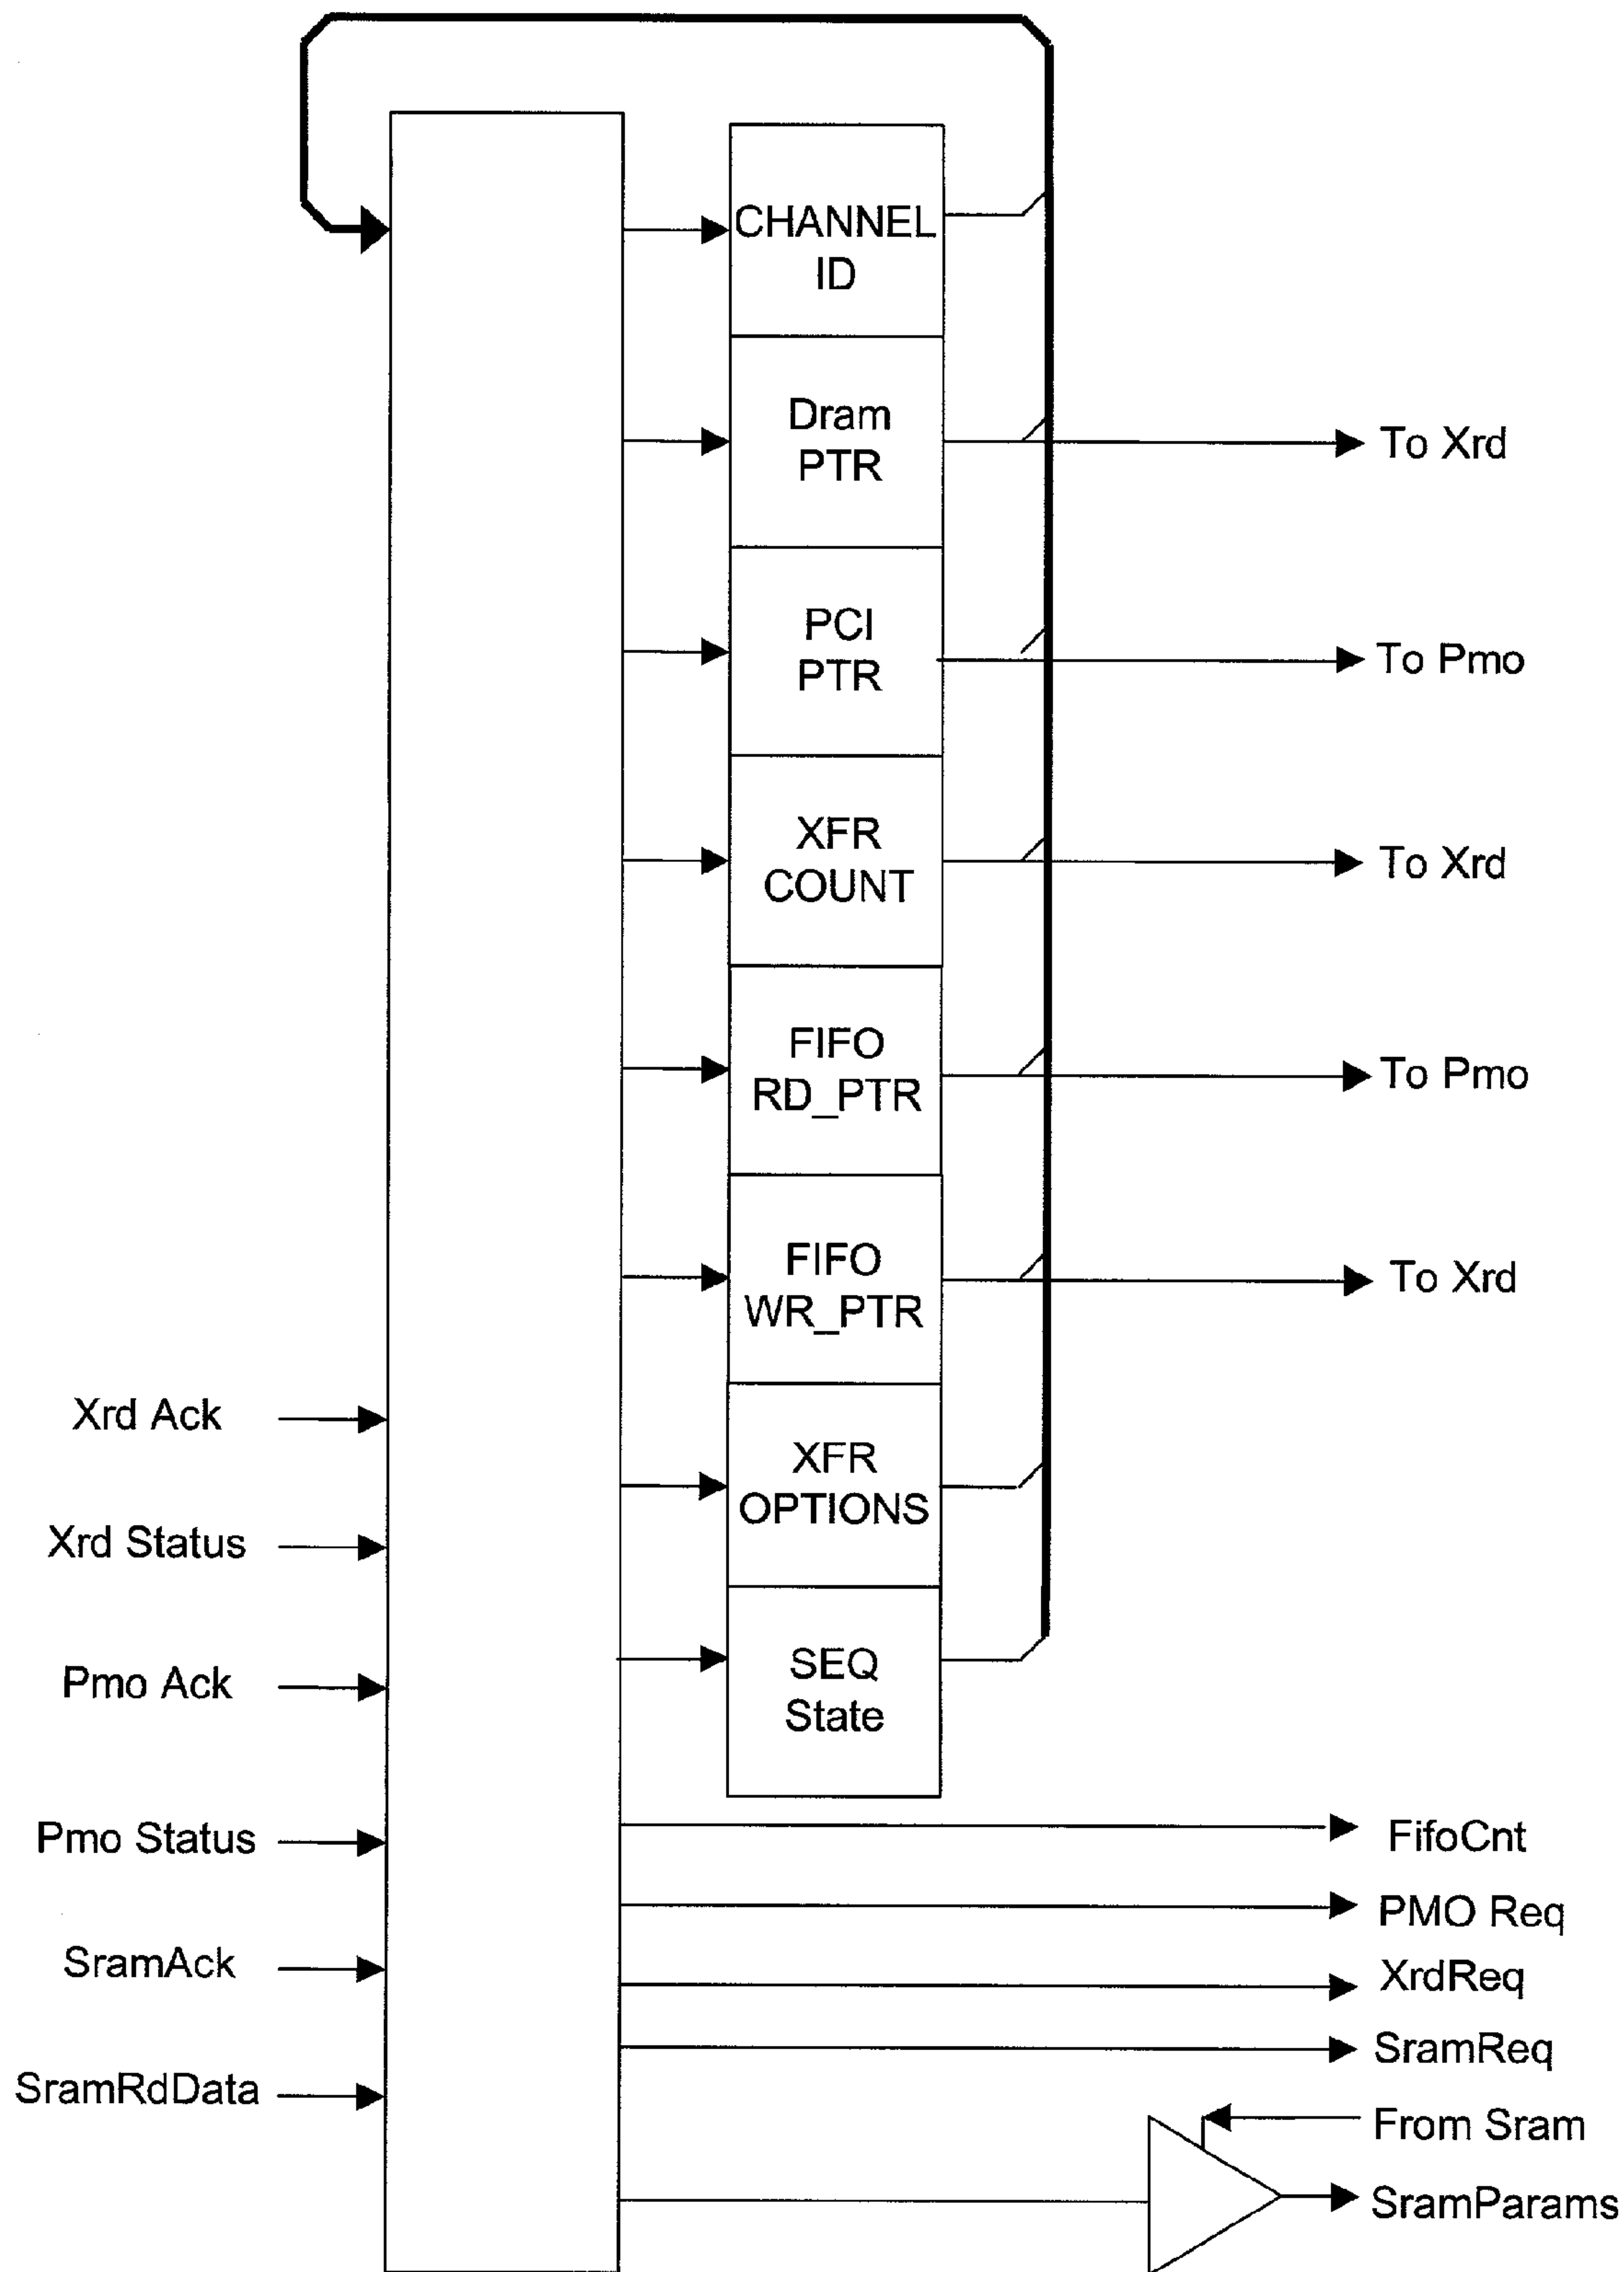 CHANNEL
ID
Dram
PTR
To Xrd
PCI
PTR
To Pmo
XFR
COUNT
To Xrd
FIFO
RD_PTR
To Pmo
FIFO
WR_PTR
To Xrd
XFR
OPTIONS
SEQ
State
Xrd Ack
Xrd Status
Pmo Ack
Pmo Status
SramAck
SramRdData
FifoCnt
PMO Req
XrdReq
SramReq
From Sram
SramParams